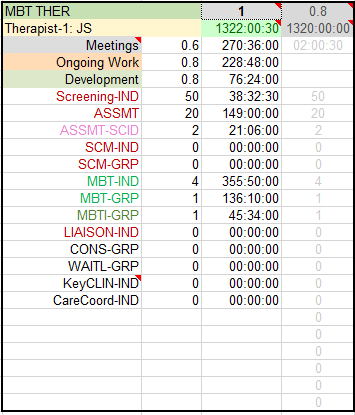 MBT THER 1 0.8
Therapist-1: JS 1322:00:30 1320:00:00
Meetings 0.6 270:36:00 02:00:30
Ongoing Work 0.8 228:48:00
Development 0.8 76:24:00
Screening-IND 50 38:32:30 50
ASSMT 20 149:00:00 20
ASSMT-SCID 2 21:06:00 2
SCM-IND 0 00:00:00 0
SCM-GRP 0 00:00:00 0
MBT-IND 4 355:50:00 4
MBT-GRP 1 136:10:00 1
MBTI-GRP 1 45:34:00 1
LIAISON-IND 0 00:00:00 0
CONS-GRP 0 00:00:00 0
WAITL-GRP 0 00:00:00 0
KeyCLIN-IND 0 00:00:00 0
CareCoord-IND 0 00:00:00 0
0
0
0
0
0
0